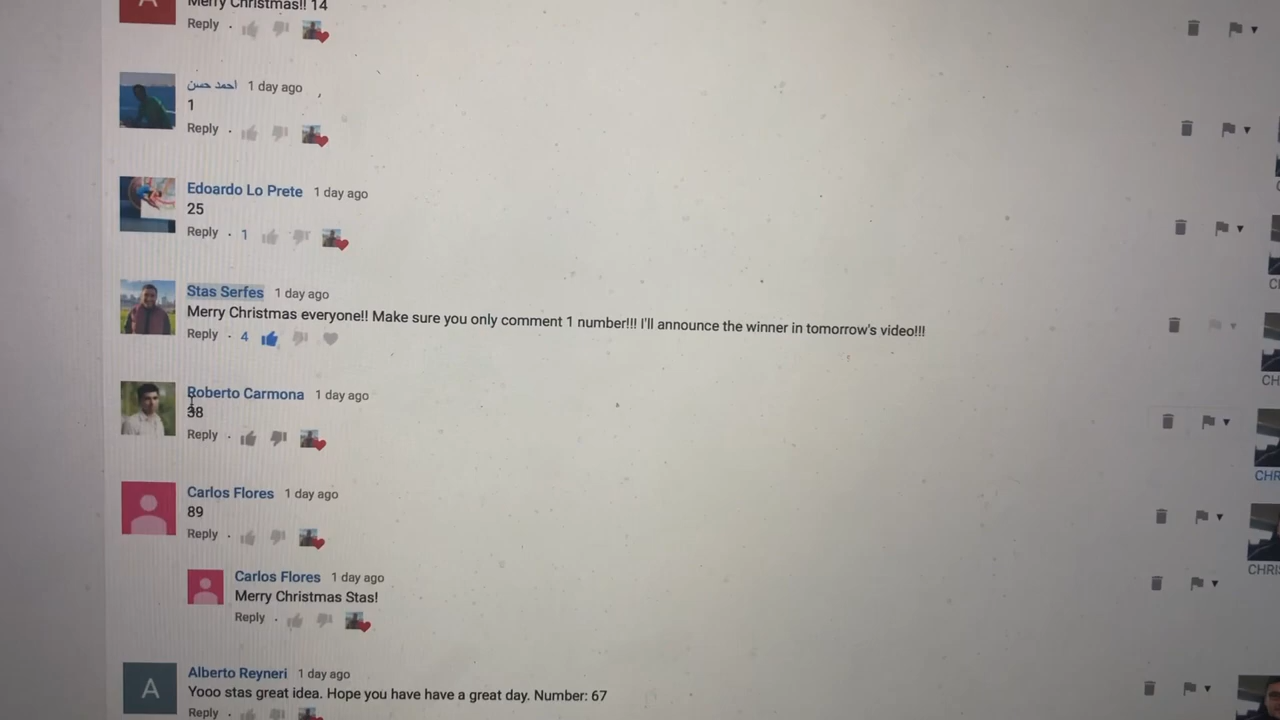 Merry Christmas!! 14
Reply
احمد حسن 1 day ago
1
Reply
Edoardo Lo Prete 1 day ago
25
Reply · 1
Stas Serfes 1 day ago
Merry Christmas everyone!! Make sure you only comment 1 number!!! I'll announce the winner in tomorrow's video!!!
Reply · 4
Roberto Carmona 1 day ago
38
Reply
Carlos Flores 1 day ago
89
Reply
CHR
Carlos Flores 1 day ago
Merry Christmas Stas!
Reply
CHRI
Alberto Reyneri 1 day ago
Yooo stas great idea. Hope you have have a great day. Number: 67
Reply
A